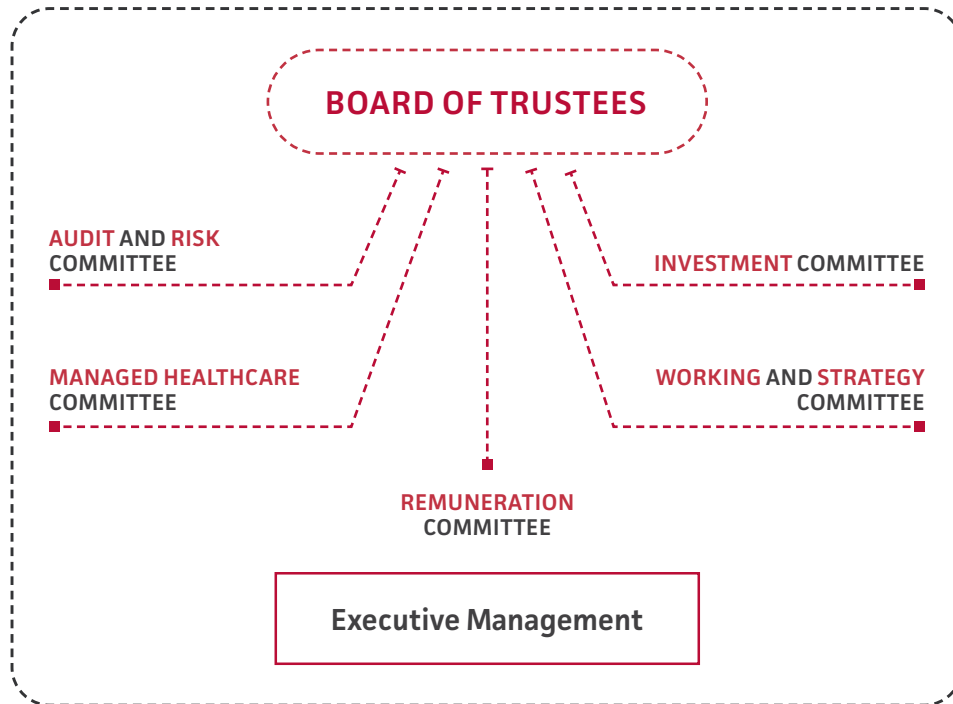 BOARD OF TRUSTEES
AUDIT AND RISK
COMMITTEE
INVESTMENT COMMITTEE
MANAGED HEALTHCARE
COMMITTEE
WORKING AND STRATEGY
COMMITTEE
REMUNERATION
COMMITTEE
Executive Management